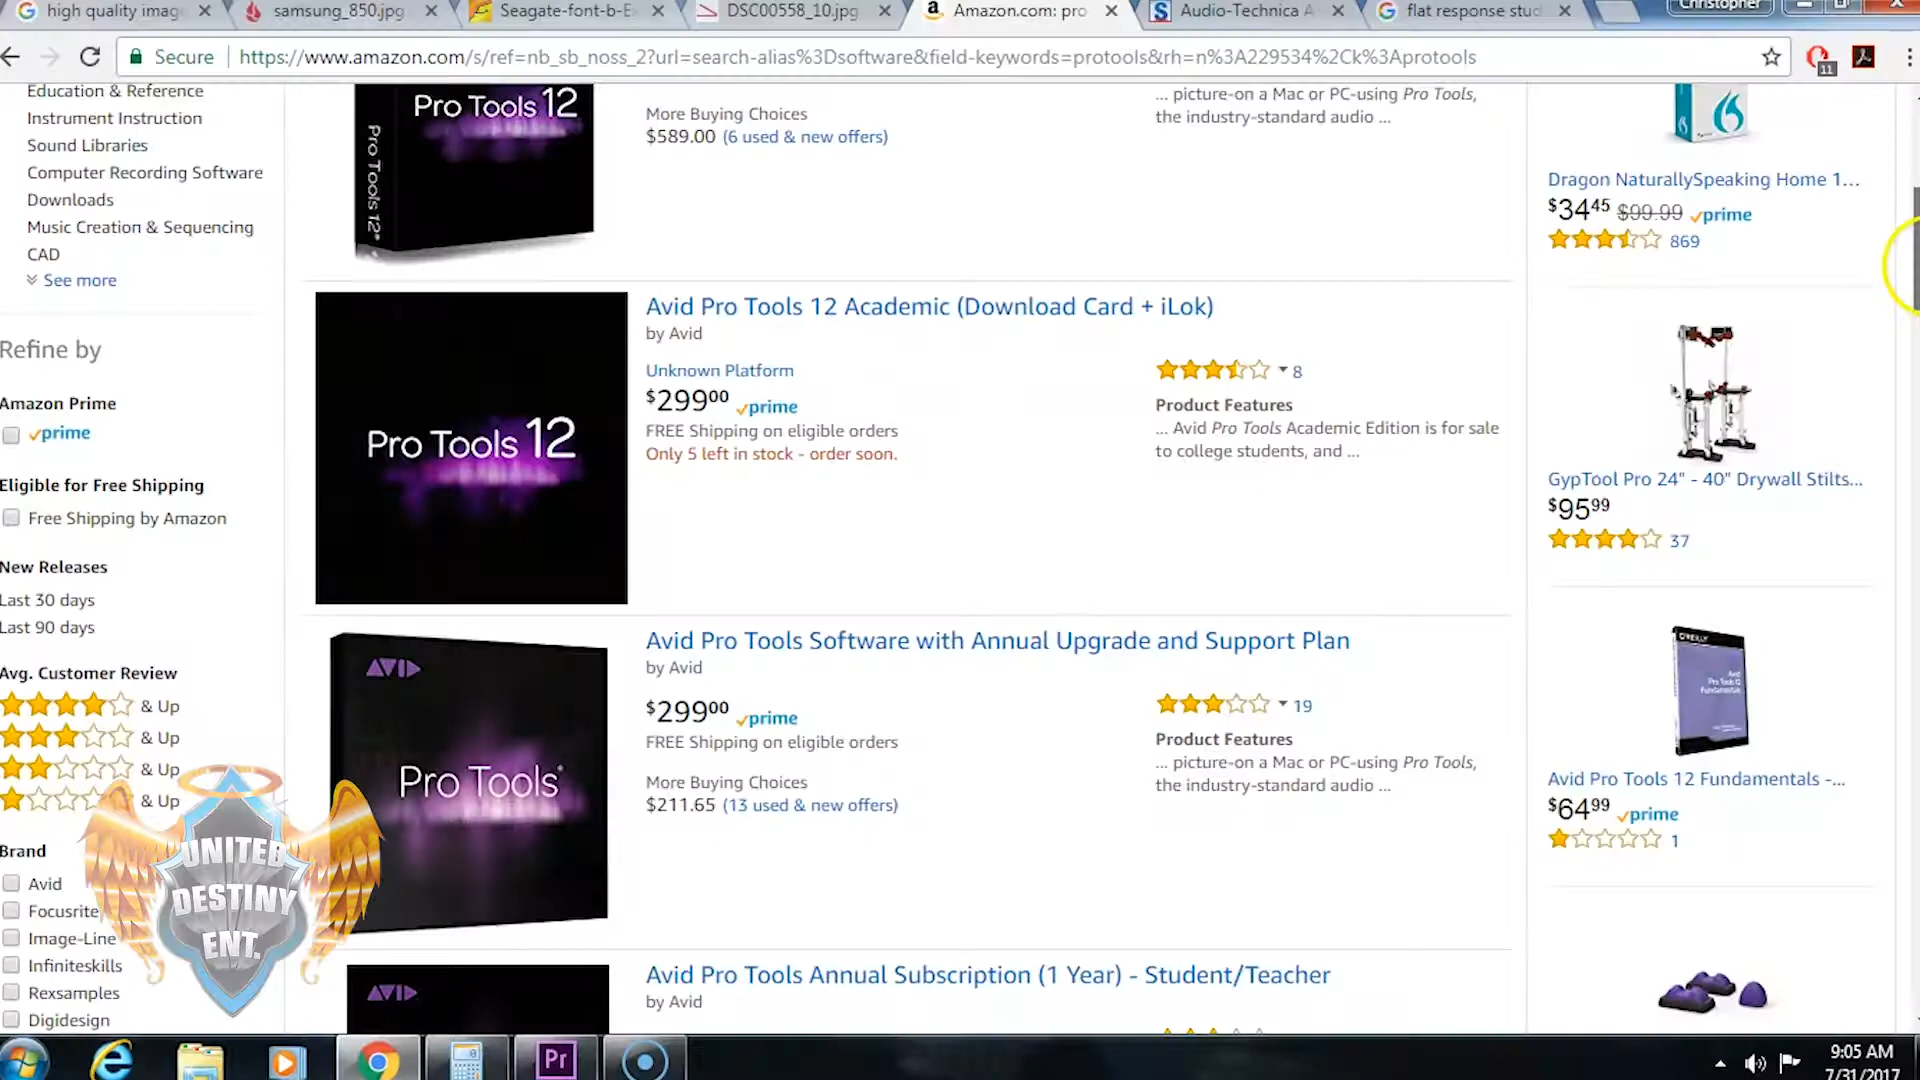 high quality imag
samsung_850.jpg
Seagate-font-b-E
DSC00558_10.jpg
Amazon.com: pro
Audio-Technica A
flat response stud
Christopher
Secure
https://www.amazon.com/s/ref=nb_sb_noss_2?url=search-alias%3Dsoftware&field-keywords=protools&rh=n%3A229534%2Ck%3Aprotools
11
Education & Reference
Instrument Instruction
Sound Libraries
Computer Recording Software
Downloads
Music Creation & Sequencing
CAD
See more
Refine by
Amazon Prime
prime
Eligible for Free Shipping
Free Shipping by Amazon
New Releases
Last 30 days
Last 90 days
Avg. Customer Review
& Up
& Up
& Up
& Up
Brand
Avid
Focusrite
Image-Line
Infiniteskills
Rexsamples
Digidesign
UNITED
DESTINY
ENT.
Pro Tools 12
Pro Tools 12
More Buying Choices
$589.00 (6 used & new offers)
... picture-on a Mac or PC-using Pro Tools,
the industry-standard audio ...
Pro Tools 12
Avid Pro Tools 12 Academic (Download Card + iLok)
by Avid
Unknown Platform
$29900 prime
FREE Shipping on eligible orders
Only 5 left in stock - order soon.
8
Product Features
... Avid Pro Tools Academic Edition is for sale
to college students, and ...
AVID
Pro Tools
Avid Pro Tools Software with Annual Upgrade and Support Plan
by Avid
$29900 prime
FREE Shipping on eligible orders
More Buying Choices
$211.65 (13 used & new offers)
19
Product Features
... picture-on a Mac or PC-using Pro Tools,
the industry-standard audio ...
AVID
Avid Pro Tools Annual Subscription (1 Year) - Student/Teacher
by Avid
Dragon NaturallySpeaking Home 1...
$3445 $99.99 prime
869
GypTool Pro 24" - 40" Drywall Stilts...
$9599
37
O'REILLY
Avid
Pro Tools 12
Fundamentals
Avid Pro Tools 12 Fundamentals -...
$6499 prime
1
Pr
9:05 AM
7/31/2017